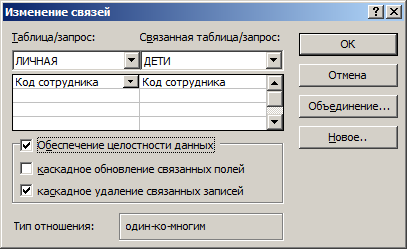 Изменение связей
Таблица/запрос: Связанная таблица/запрос:
ЛИЧНАЯ ДЕТИ
Код сотрудника Код сотрудника
Обеспечение целостности данных
каскадное обновление связанных полей
каскадное удаление связанных записей
Тип отношения: один-ко-многим
ОК
Отмена
Объединение...
Новое..